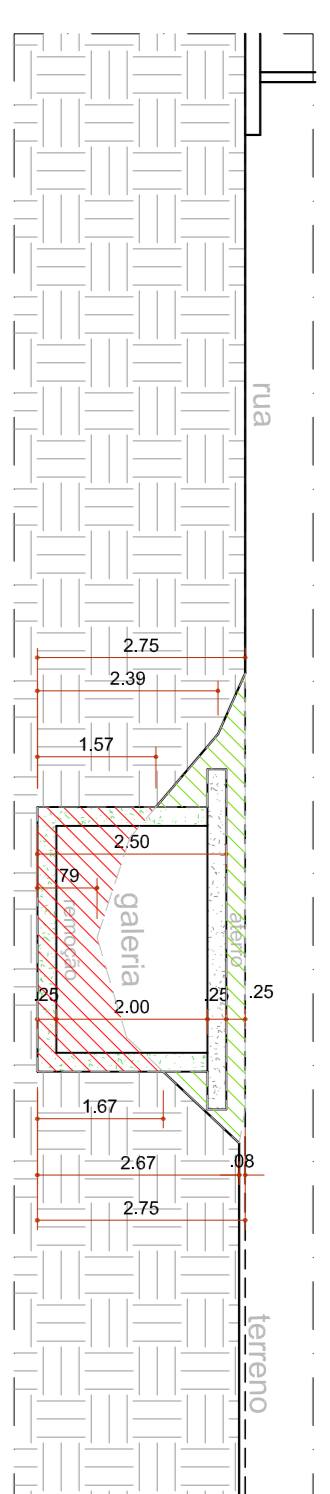 rua
2.75
2.39
1.57
2.50
.79
galeria
remoção
aterro
.25
2.00
.25
.25
1.67
2.67
.08
2.75
terreno